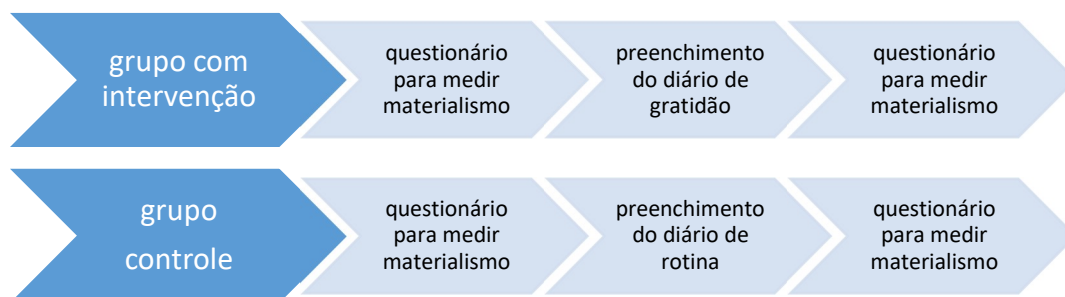 grupo com
intervenção
questionário
para medir
materialismo
preenchimento
do diário de
gratidão
questionário
para medir
materialismo
grupo
controle
questionário
para medir
materialismo
preenchimento
do diário de
rotina
questionário
para medir
materialismo